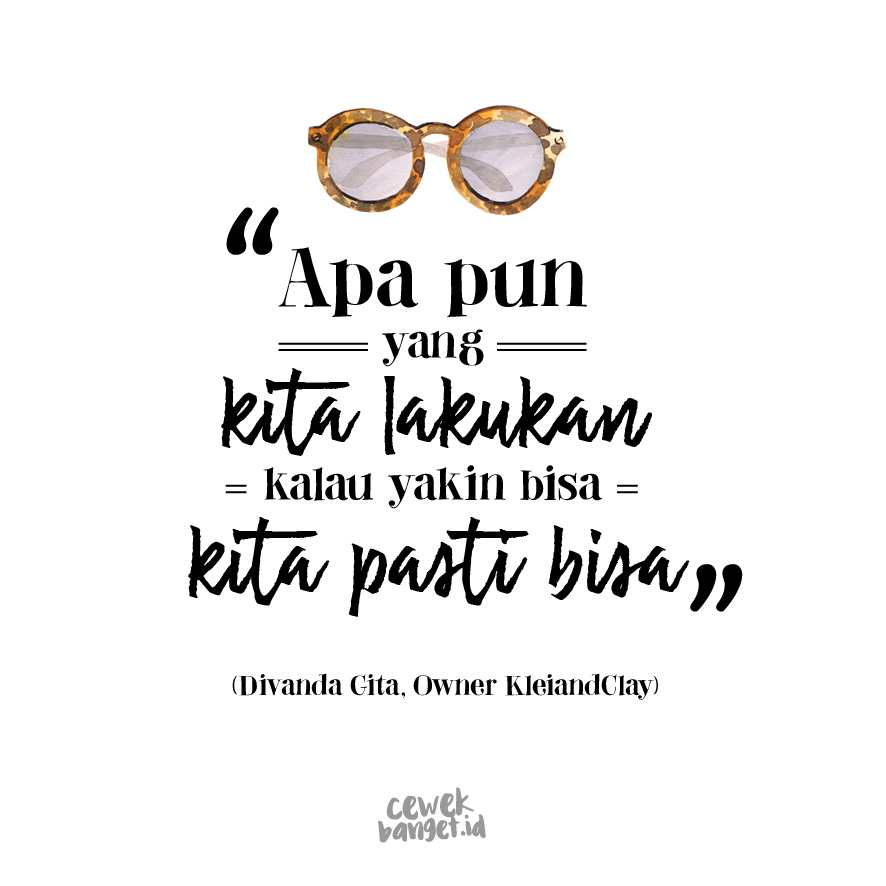 “Apa pun
yang
kita lakukan
= kalau yakin bisa =
kita pasti bisa”
(Divanda Gita, Owner KleiandClay)
cewek
banget.id